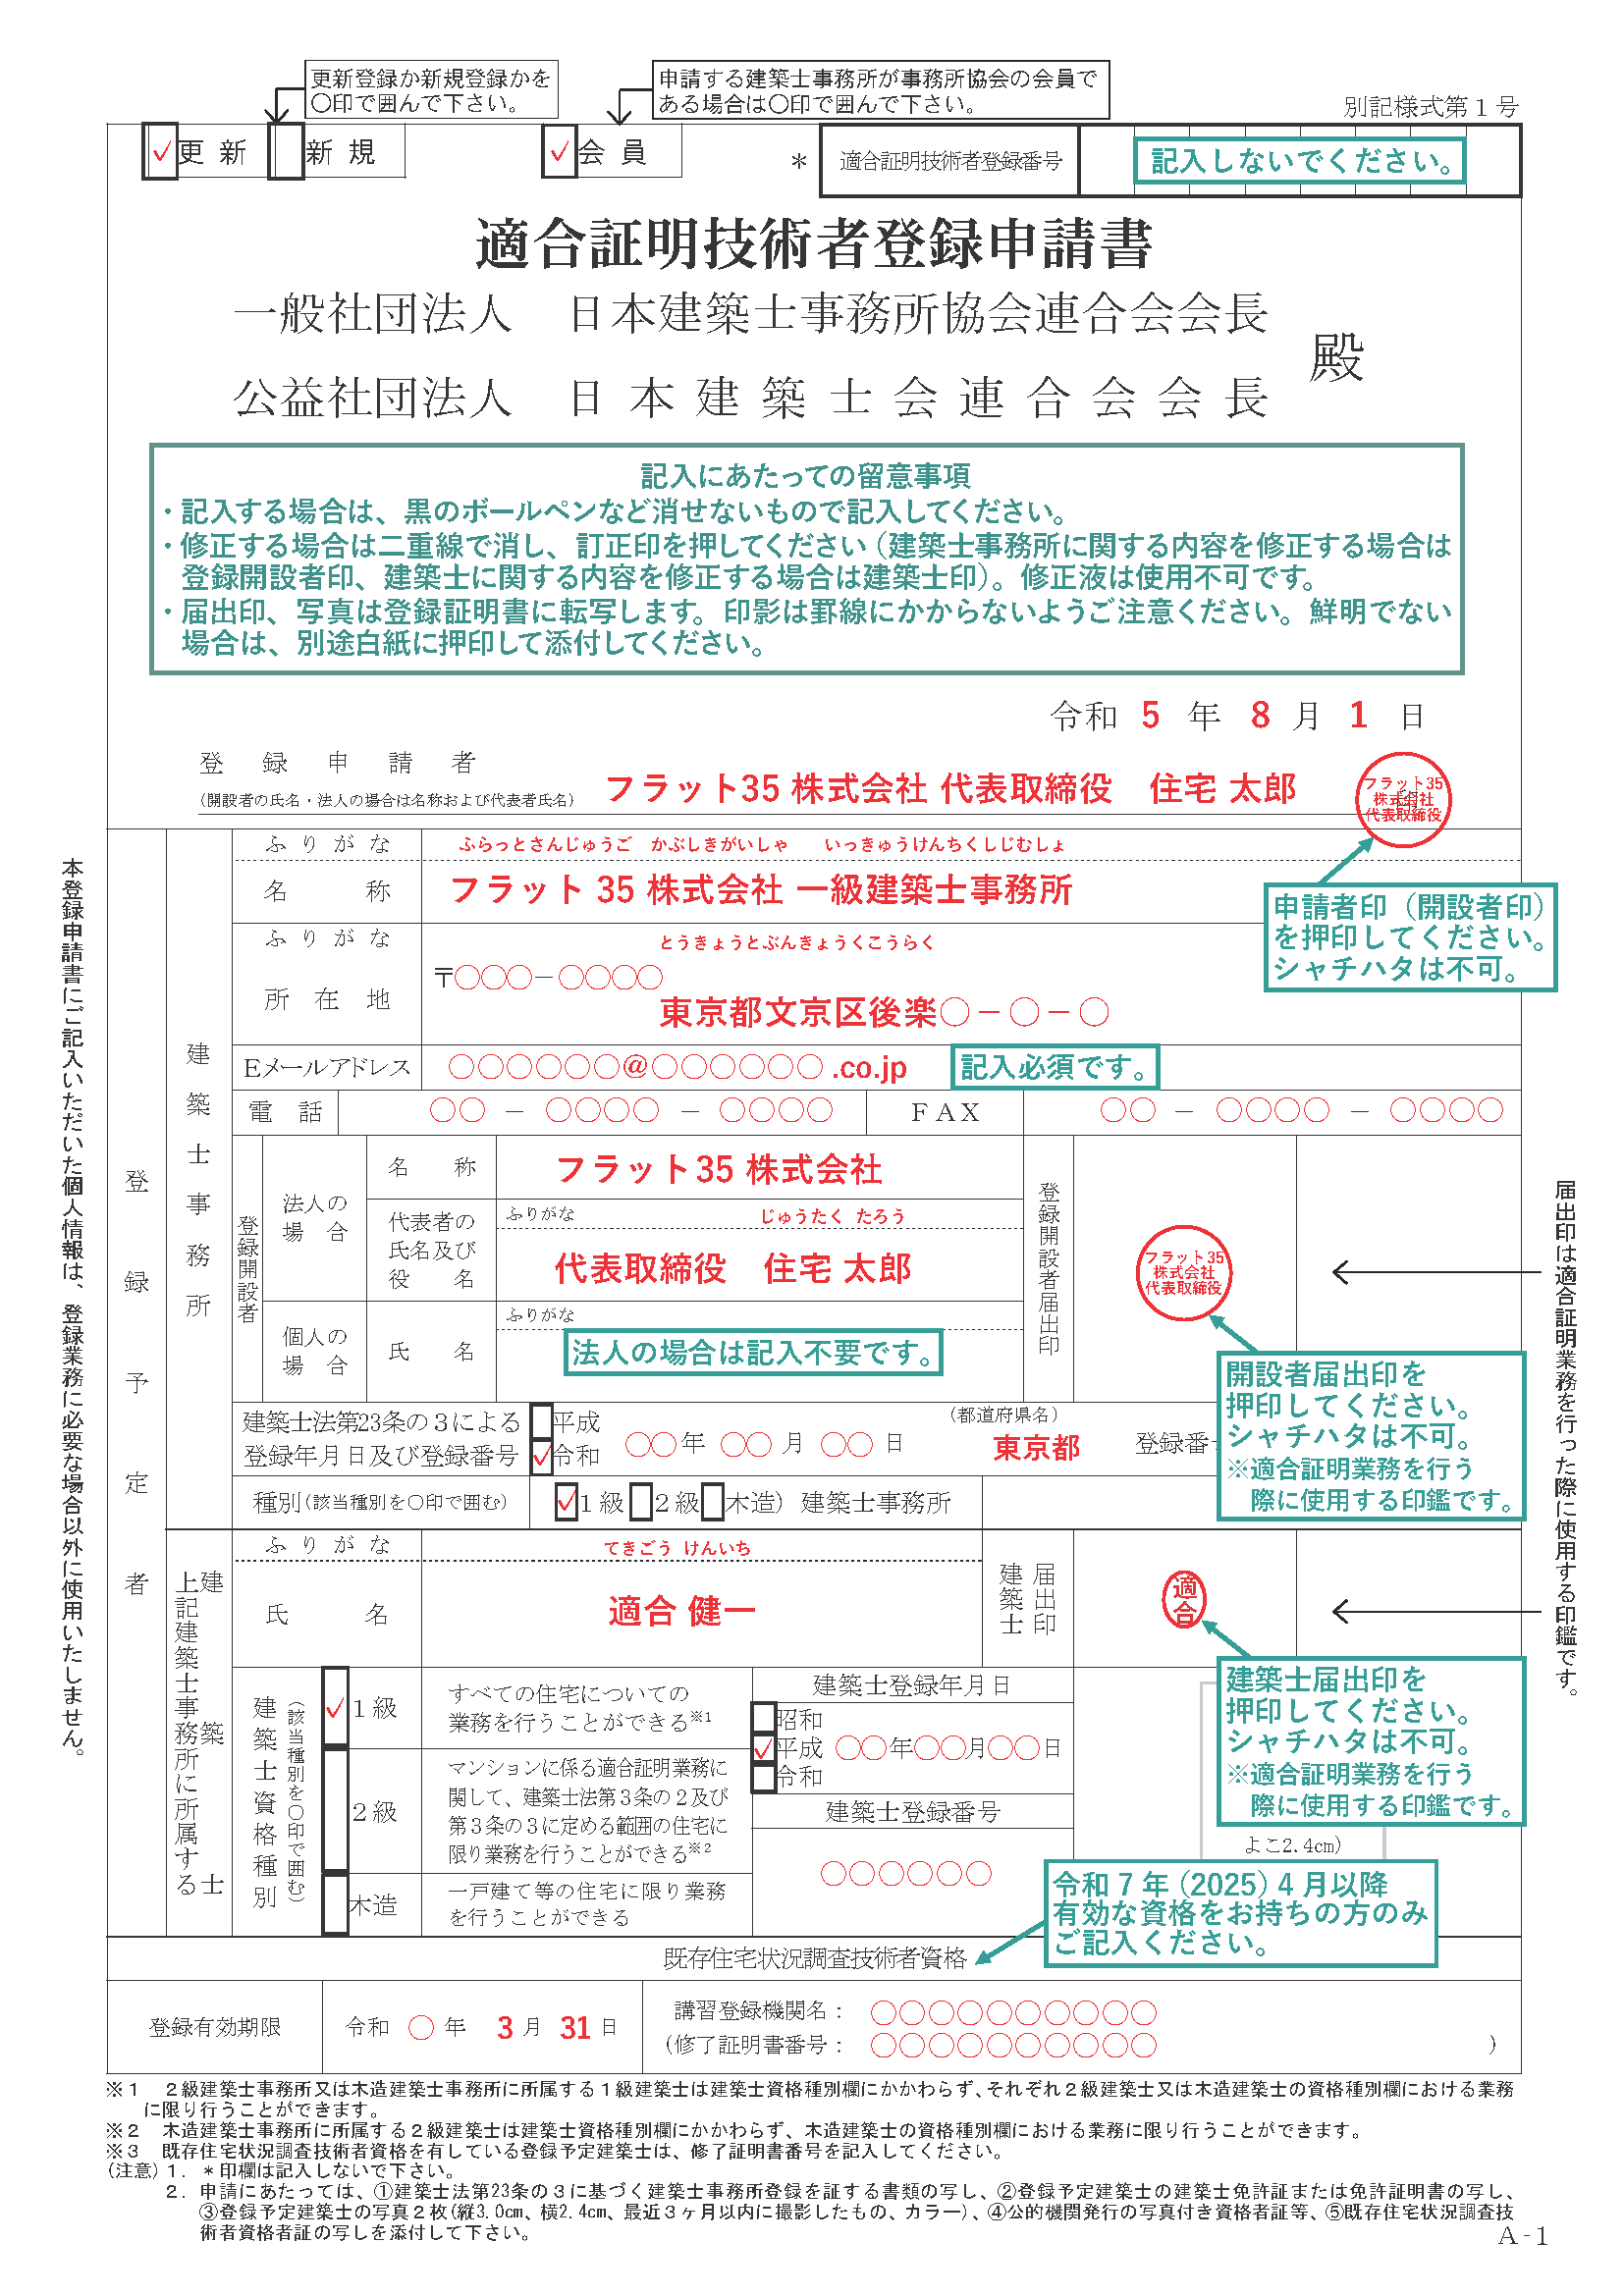 更新登録か新規登録かを
〇印で囲んで下さい。
申請する建築士事務所が事務所協会の会員で
ある場合は〇印で囲んで下さい。
別記様式第1号
✓ 更 新 新 規 ✓ 会 員
* 適合証明技術者登録番号 記入しないでください。
適合証明技術者登録申請書
一般社団法人 日本建築士事務所協会連合会会長
殿
公益社団法人 日本建築士会連合会会長
記入にあたっての留意事項
・記入する場合は、黒のボールペンなど消せないもので記入してください。
・修正する場合は二重線で消し、訂正印を押してください(建築士事務所に関する内容を修正する場合は
登録開設者印、建築士に関する内容を修正する場合は建築士印)。修正液は使用不可です。
・届出印、写真は登録証明書に転写します。印影は罫線にかからないようご注意ください。鮮明でない
場合は、別途白紙に押印して添付してください。
令和 5 年 8 月 1 日
登 録 申 請 者
(開設者の氏名・法人の場合は名称および代表者氏名)
フラット35 株式会社 代表取締役 住宅 太郎
フラット35
株式会社
代表取締役
申請者印(開設者印)
を押印してください。
シャチハタは不可。
本登録申請書にご記入いただいた個人情報は、登録業務に必要な場合以外に使用いたしません。
登録予定者
建築士事務所
ふりがな ふらっとさんじゅうご かぶしきがいしゃ いっきゅうけんちくしじむしょ
名 称 フラット 35 株式会社 一級建築士事務所
ふりがな とうきょうとぶんきょうくこうらく
所 在 地 〒〇〇〇－〇〇〇〇
東京都文京区後楽〇－〇－〇
Eメールアドレス 〇〇〇〇〇〇@〇〇〇〇〇〇.co.jp 記入必須です。
電 話 〇〇 － 〇〇〇〇 － 〇〇〇〇 FAX 〇〇 － 〇〇〇〇 － 〇〇〇〇
登録開設者
法人の
場 合
名 称 フラット35 株式会社
代表者の
氏名及び
役 名
ふりがな じゅうたく たろう
代表取締役 住宅 太郎
個人の
場 合
氏 名
ふりがな
法人の場合は記入不要です。
登録開設者届出印
フラット35
株式会社
代表取締役
開設者届出印を
押印してください。
シャチハタは不可。
※適合証明業務を行う
際に使用する印鑑です。
届出印は適合証明業務を行った際に使用する印鑑です。
建築士法第23条の3による
登録年月日及び登録番号
平成
✓ 令和
〇〇年 〇〇 月 〇〇 日
(都道府県名)
東京都 登録番
種別(該当種別を〇印で囲む) ✓ 1級 2級 木造) 建築士事務所
上記建築士事務所に所属する
建築士
ふりがな てきごう けんいち
氏 名 適合 健一
建築士
届出印
適合
建築士届出印を
押印してください。
シャチハタは不可。
※適合証明業務を行う
際に使用する印鑑です。
よこ2.4cm)
建築士資格種別
(該当種別を〇印で囲む)
✓ 1級
すべての住宅についての
業務を行うことができる※1
2級
マンションに係る適合証明業務に
関して、建築士法第3条の2及び
第3条の3に定める範囲の住宅に
限り業務を行うことができる※2
木造
一戸建て等の住宅に限り業務
を行うことができる
建築士登録年月日
昭和
✓ 平成 〇〇年〇〇月〇〇日
令和
建築士登録番号
〇〇〇〇〇〇
令和 7 年(2025)4 月以降
有効な資格をお持ちの方のみ
ご記入ください。
既存住宅状況調査技術者資格
登録有効期限 令和 〇 年 3 月 31 日
講習登録機関名: 〇〇〇〇〇〇〇〇〇〇
(修了証明書番号: 〇〇〇〇〇〇〇〇〇〇 )
※1 2級建築士事務所又は木造建築士事務所に所属する1級建築士は建築士資格種別欄にかかわらず、それぞれ2級建築士又は木造建築士の資格種別欄における業務
に限り行うことができます。
※2 木造建築士事務所に所属する2級建築士は建築士資格種別欄にかかわらず、木造建築士の資格種別欄における業務に限り行うことができます。
※3 既存住宅状況調査技術者資格を有している登録予定建築士は、修了証明書番号を記入してください。
(注意)1. *印欄は記入しないで下さい。
2. 申請にあたっては、①建築士法第23条の3に基づく建築士事務所登録を証する書類の写し、②登録予定建築士の建築士免許証または免許証明書の写し、
③登録予定建築士の写真2枚(縦3.0cm、横2.4cm、最近3ヶ月以内に撮影したもの、カラー)、④公的機関発行の写真付き資格者証等、⑤既存住宅状況調査技
術者資格者証の写しを添付して下さい。
A-1